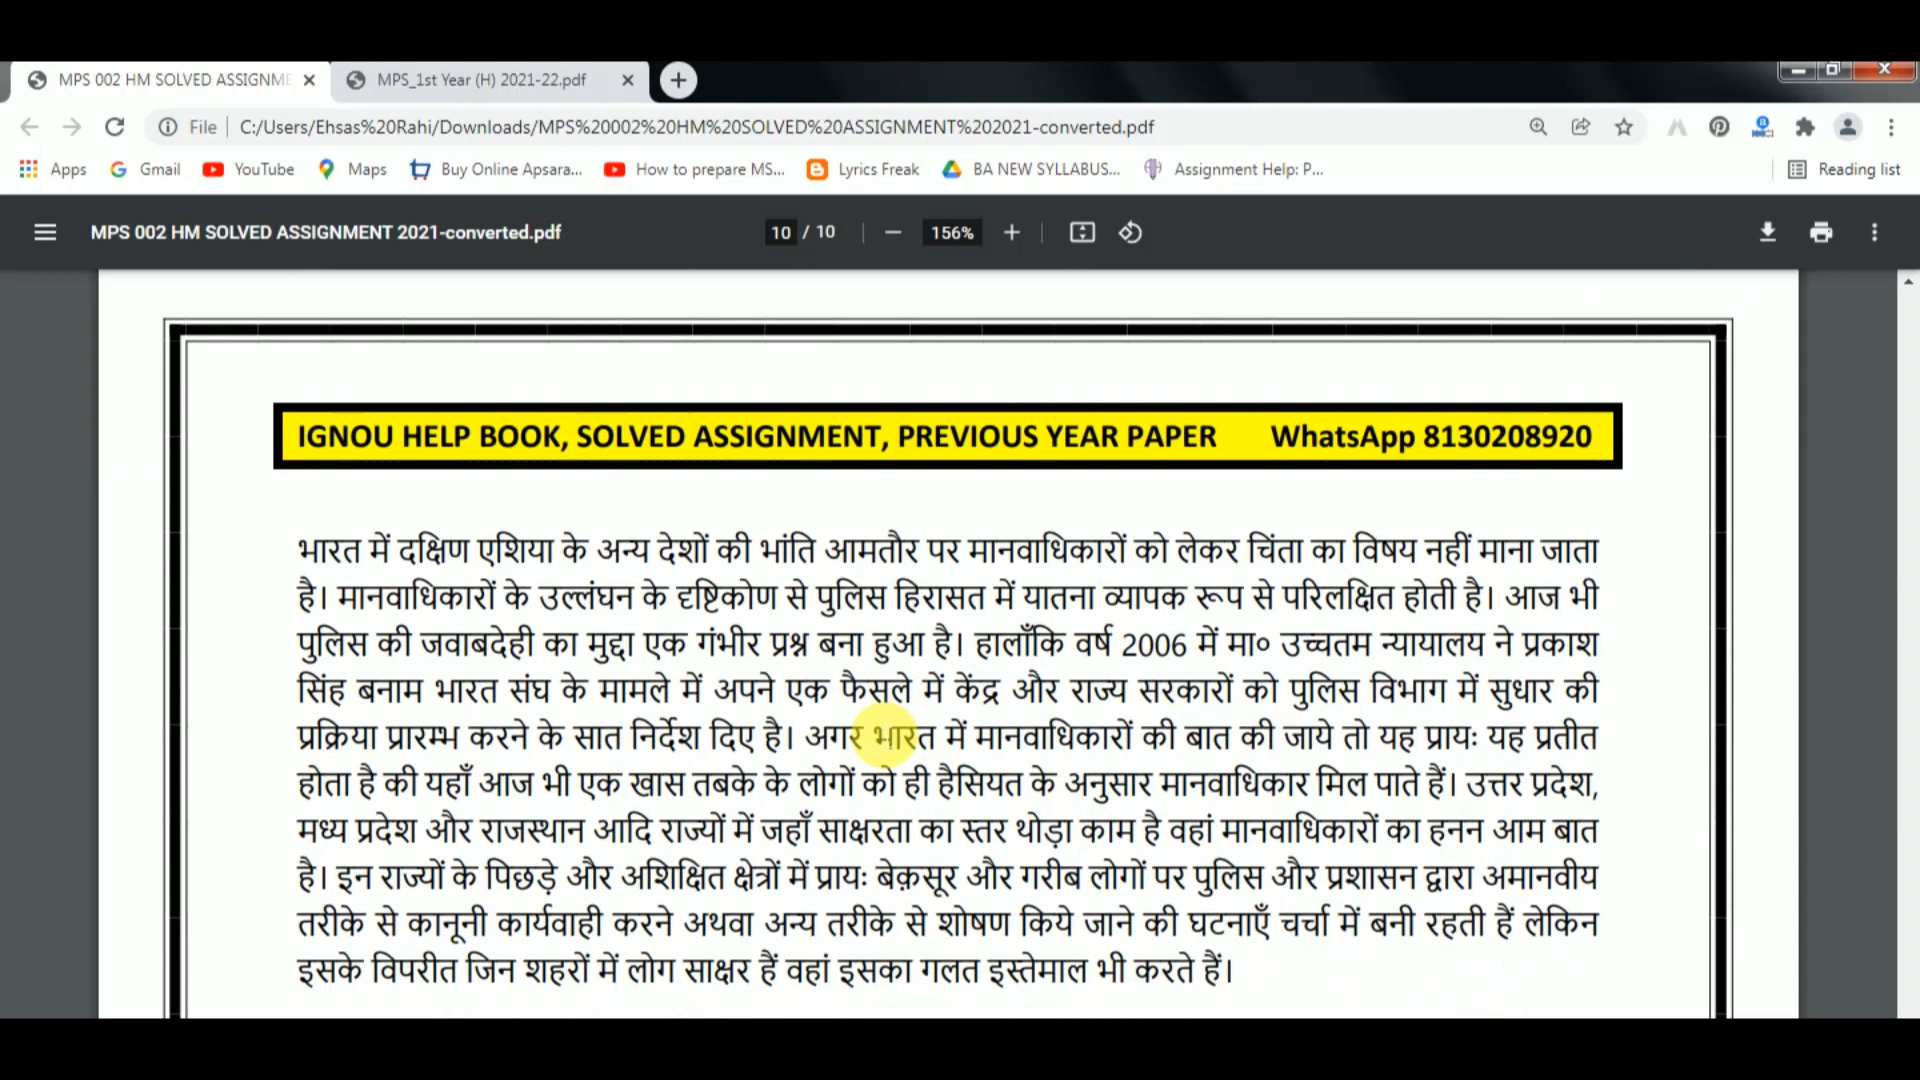 MPS 002 HM SOLVED ASSIGNME
MPS_1st Year (H) 2021-22.pdf
File C:/Users/Ehsas%20Rahi/Downloads/MPS%20002%20HM%20SOLVED%20ASSIGNMENT%202021-converted.pdf
Apps Gmail YouTube Maps Buy Online Apsara... How to prepare MS... Lyrics Freak BA NEW SYLLABUS... Assignment Help: P... Reading list
MPS 002 HM SOLVED ASSIGNMENT 2021-converted.pdf 10 / 10 156%
IGNOU HELP BOOK, SOLVED ASSIGNMENT, PREVIOUS YEAR PAPER WhatsApp 8130208920
भारत में दक्षिण एशिया के अन्य देशों की भांति आमतौर पर मानवाधिकारों को लेकर चिंता का विषय नहीं माना जाता
है। मानवाधिकारों के उल्लंघन के दृष्टिकोण से पुलिस हिरासत में यातना व्यापक रूप से परिलक्षित होती है। आज भी
पुलिस की जवाबदेही का मुद्दा एक गंभीर प्रश्न बना हुआ है। हालाँकि वर्ष 2006 में मा० उच्चतम न्यायालय ने प्रकाश
सिंह बनाम भारत संघ के मामले में अपने एक फैसले में केंद्र और राज्य सरकारों को पुलिस विभाग में सुधार की
प्रक्रिया प्रारम्भ करने के सात निर्देश दिए है। अगर भारत में मानवाधिकारों की बात की जाये तो यह प्रायः यह प्रतीत
होता है की यहाँ आज भी एक खास तबके के लोगों को ही हैसियत के अनुसार मानवाधिकार मिल पाते हैं। उत्तर प्रदेश,
मध्य प्रदेश और राजस्थान आदि राज्यों में जहाँ साक्षरता का स्तर थोड़ा काम है वहां मानवाधिकारों का हनन आम बात
है। इन राज्यों के पिछड़े और अशिक्षित क्षेत्रों में प्रायः बेक़सूर और गरीब लोगों पर पुलिस और प्रशासन द्वारा अमानवीय
तरीके से कानूनी कार्यवाही करने अथवा अन्य तरीके से शोषण किये जाने की घटनाएँ चर्चा में बनी रहती हैं लेकिन
इसके विपरीत जिन शहरों में लोग साक्षर हैं वहां इसका गलत इस्तेमाल भी करते हैं।